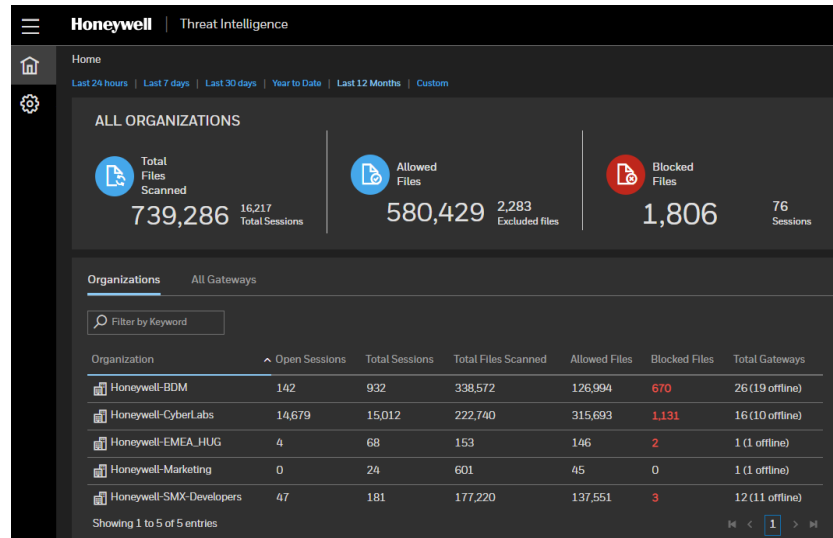 Honeywell | Threat Intelligence
Home
Last 24 hours | Last 7 days | Last 30 days | Year to Date | Last 12 Months | Custom
ALL ORGANIZATIONS
Total
Files
Scanned
739,286
16,217
Total Sessions
Allowed
Files
580,429
2,283
Excluded files
Blocked
Files
1,806
76
Sessions
Organizations All Gateways
Filter by Keyword
Organization Open Sessions Total Sessions Total Files Scanned Allowed Files Blocked Files Total Gateways
Honeywell-BDM 142 932 338,572 126,994 670 26 (19 offline)
Honeywell-CyberLabs 14,679 15,012 222,740 315,693 1,131 16 (10 offline)
Honeywell-EMEA_HUG 4 68 153 146 2 1 (1 offline)
Honeywell-Marketing 0 24 601 45 0 1 (1 offline)
Honeywell-SMX-Developers 47 181 177,220 137,551 3 12 (11 offline)
Showing 1 to 5 of 5 entries 1